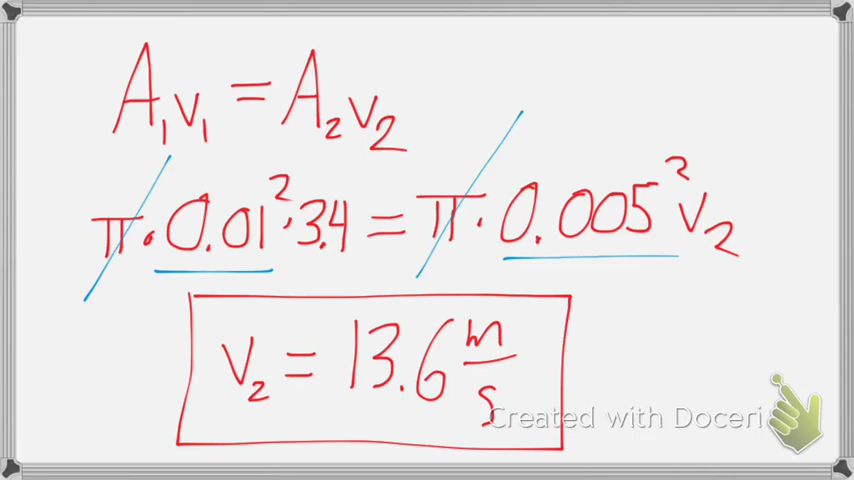 A₁v₁ = A₂v₂
π · 0.01² · 3.4 = π · 0.005² v₂
v₂ = 13.6 m/s
Created with Doceri